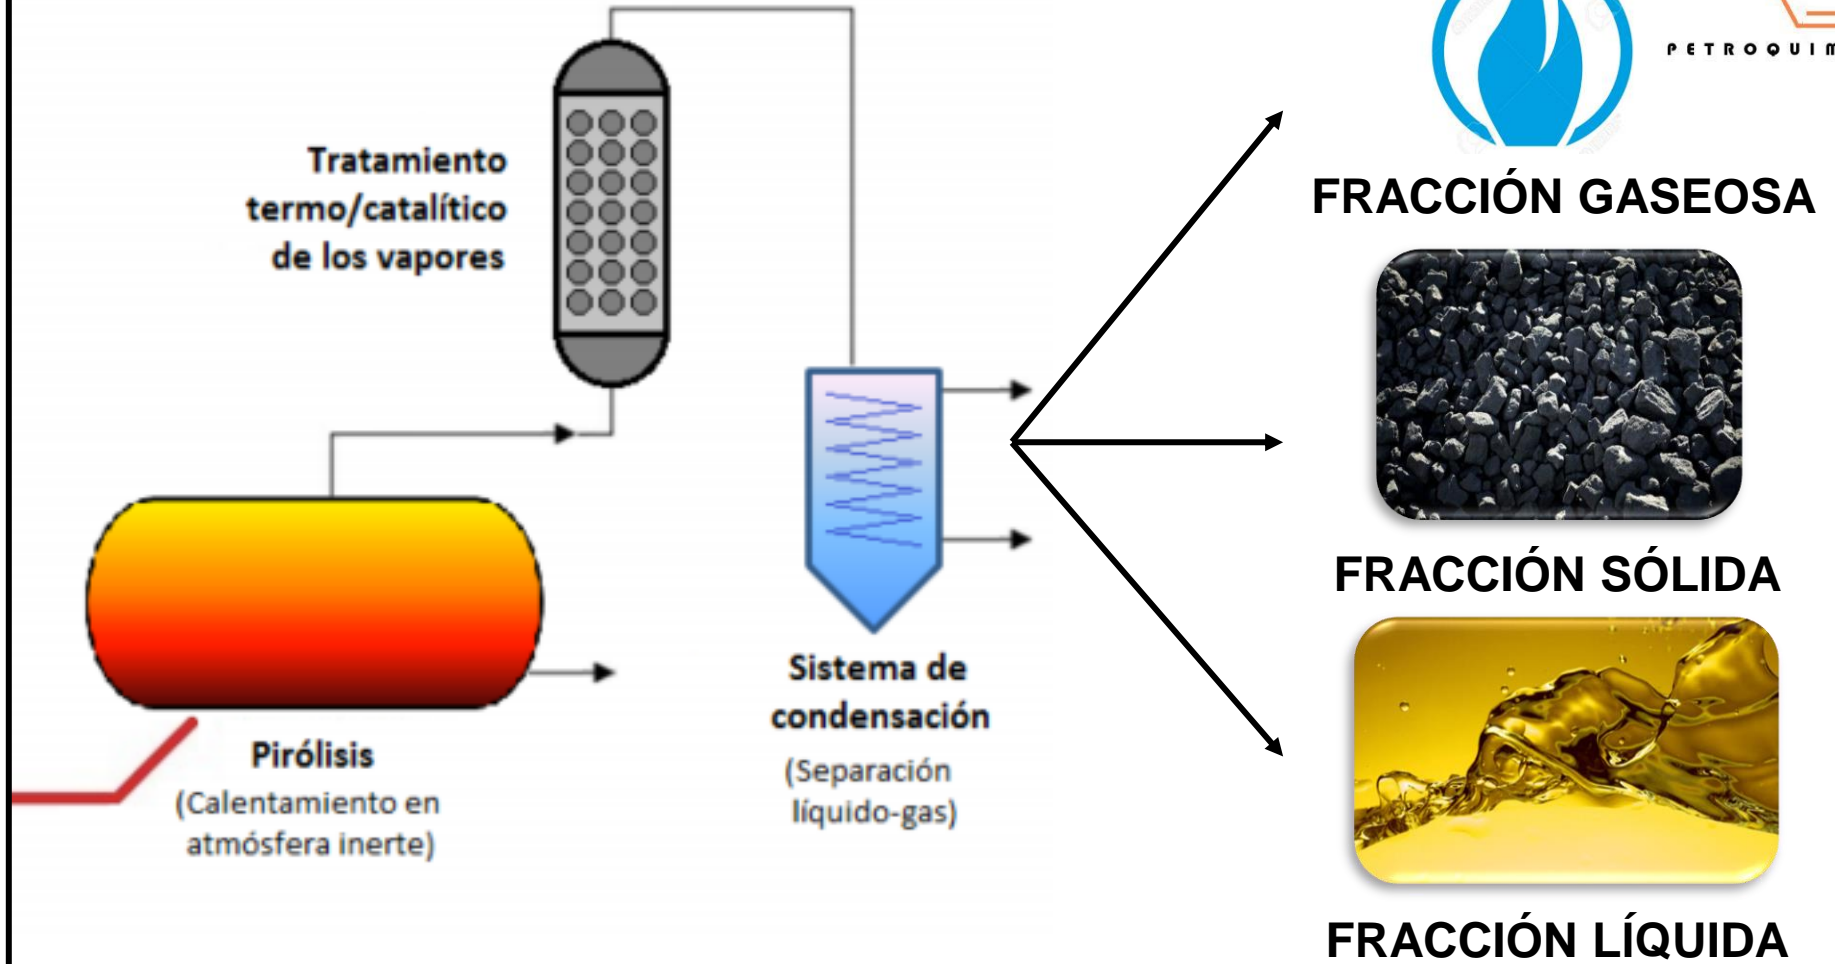 PETROQUIM
Tratamiento
termo/catalítico
de los vapores
FRACCIÓN GASEOSA
FRACCIÓN SÓLIDA
Pirólisis
(Calentamiento en
atmósfera inerte)
Sistema de
condensación
(Separación
líquido-gas)
FRACCIÓN LÍQUIDA